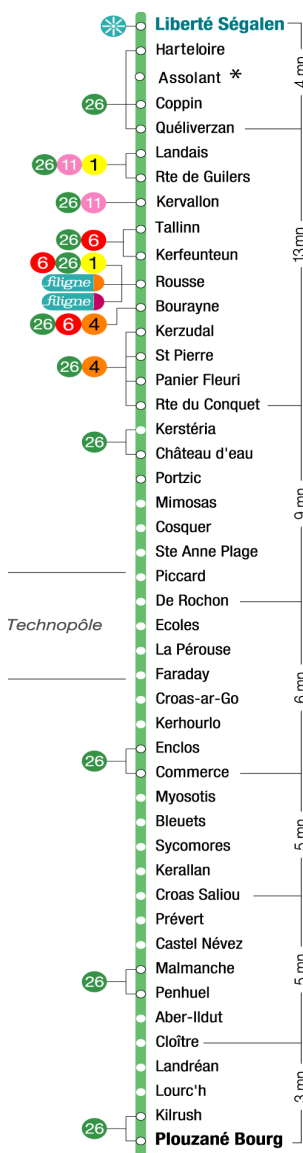 Liberté Ségalen
Harteloire
4 mn
Assolant *
26 Coppin
Quéliverzan
Landais
26 11 1
Rte de Guilers
26 11 Kervallon
Tallinn
26 6
Kerfeunteun
13 mn
6 26 1
filigne Rousse
filigne
Bourayne
26 6 4
Kerzudal
St Pierre
26 4
Panier Fleuri
Rte du Conquet
Kerstéria
26
Château d'eau
Portzic
Mimosas
9 mn
Cosquer
Ste Anne Plage
Piccard
De Rochon
Technopôle Ecoles
La Pérouse
Faraday
6 mn
Croas-ar-Go
Kerhourlo
Enclos
26
Commerce
Myosotis
Bleuets
5 mn
Sycomores
Kerallan
Croas Saliou
Prévert
Castel Névez
5 mn
Malmanche
26
Penhuel
Aber-Ildut
Cloître
Landréan
3 mn
Lourc'h
Kilrush
26
Plouzané Bourg